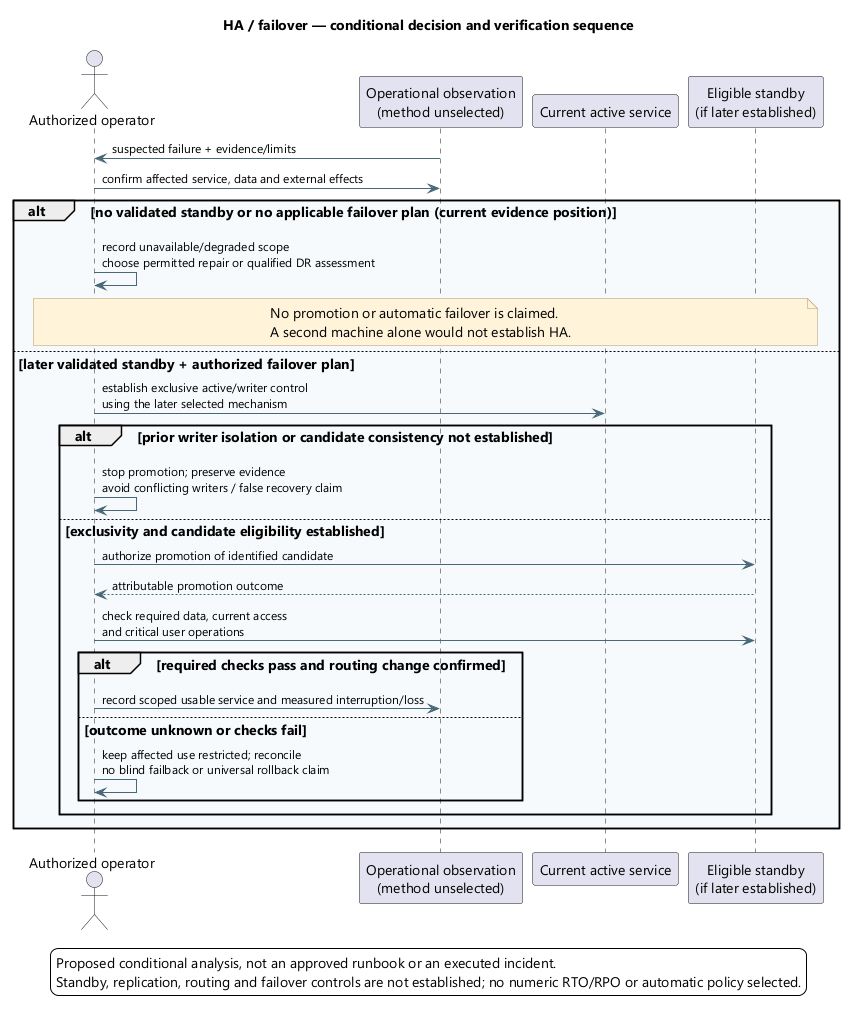 HA / failover — conditional decision and verification sequence
Authorized operator
Operational observation
(method unselected)
Current active service
Eligible standby
(if later established)
suspected failure + evidence/limits
confirm affected service, data and external effects
alt
[no validated standby or no applicable failover plan (current evidence position)]
record unavailable/degraded scope
choose permitted repair or qualified DR assessment
No promotion or automatic failover is claimed.
A second machine alone would not establish HA.
[later validated standby + authorized failover plan]
establish exclusive active/writer control
using the later selected mechanism
alt
[prior writer isolation or candidate consistency not established]
stop promotion; preserve evidence
avoid conflicting writers / false recovery claim
[exclusivity and candidate eligibility established]
authorize promotion of identified candidate
attributable promotion outcome
check required data, current access
and critical user operations
alt
[required checks pass and routing change confirmed]
record scoped usable service and measured interruption/loss
[outcome unknown or checks fail]
keep affected use restricted; reconcile
no blind failback or universal rollback claim
Authorized operator
Operational observation
(method unselected)
Current active service
Eligible standby
(if later established)
Proposed conditional analysis, not an approved runbook or an executed incident.
Standby, replication, routing and failover controls are not established; no numeric RTO/RPO or automatic policy selected.